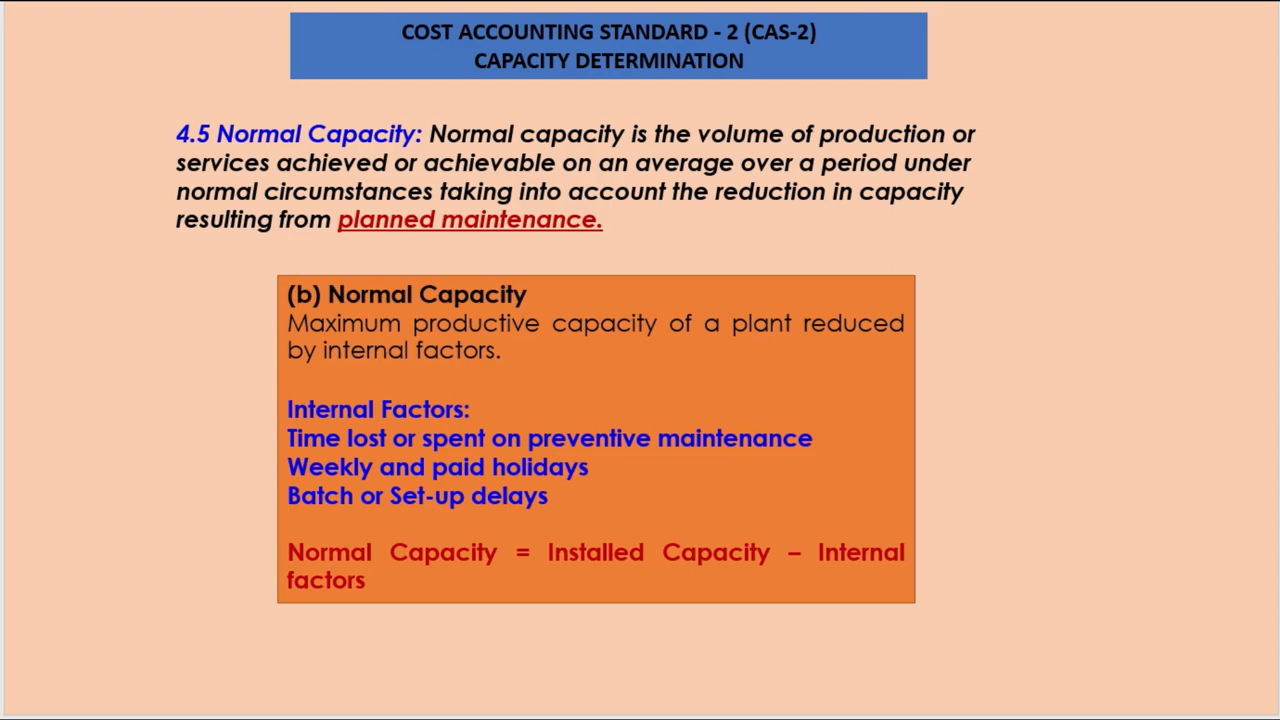 COST ACCOUNTING STANDARD - 2 (CAS-2)
CAPACITY DETERMINATION
4.5 Normal Capacity: Normal capacity is the volume of production or
services achieved or achievable on an average over a period under
normal circumstances taking into account the reduction in capacity
resulting from planned maintenance.
(b) Normal Capacity
Maximum productive capacity of a plant reduced
by internal factors.
Internal Factors:
Time lost or spent on preventive maintenance
Weekly and paid holidays
Batch or Set-up delays
Normal Capacity = Installed Capacity – Internal
factors